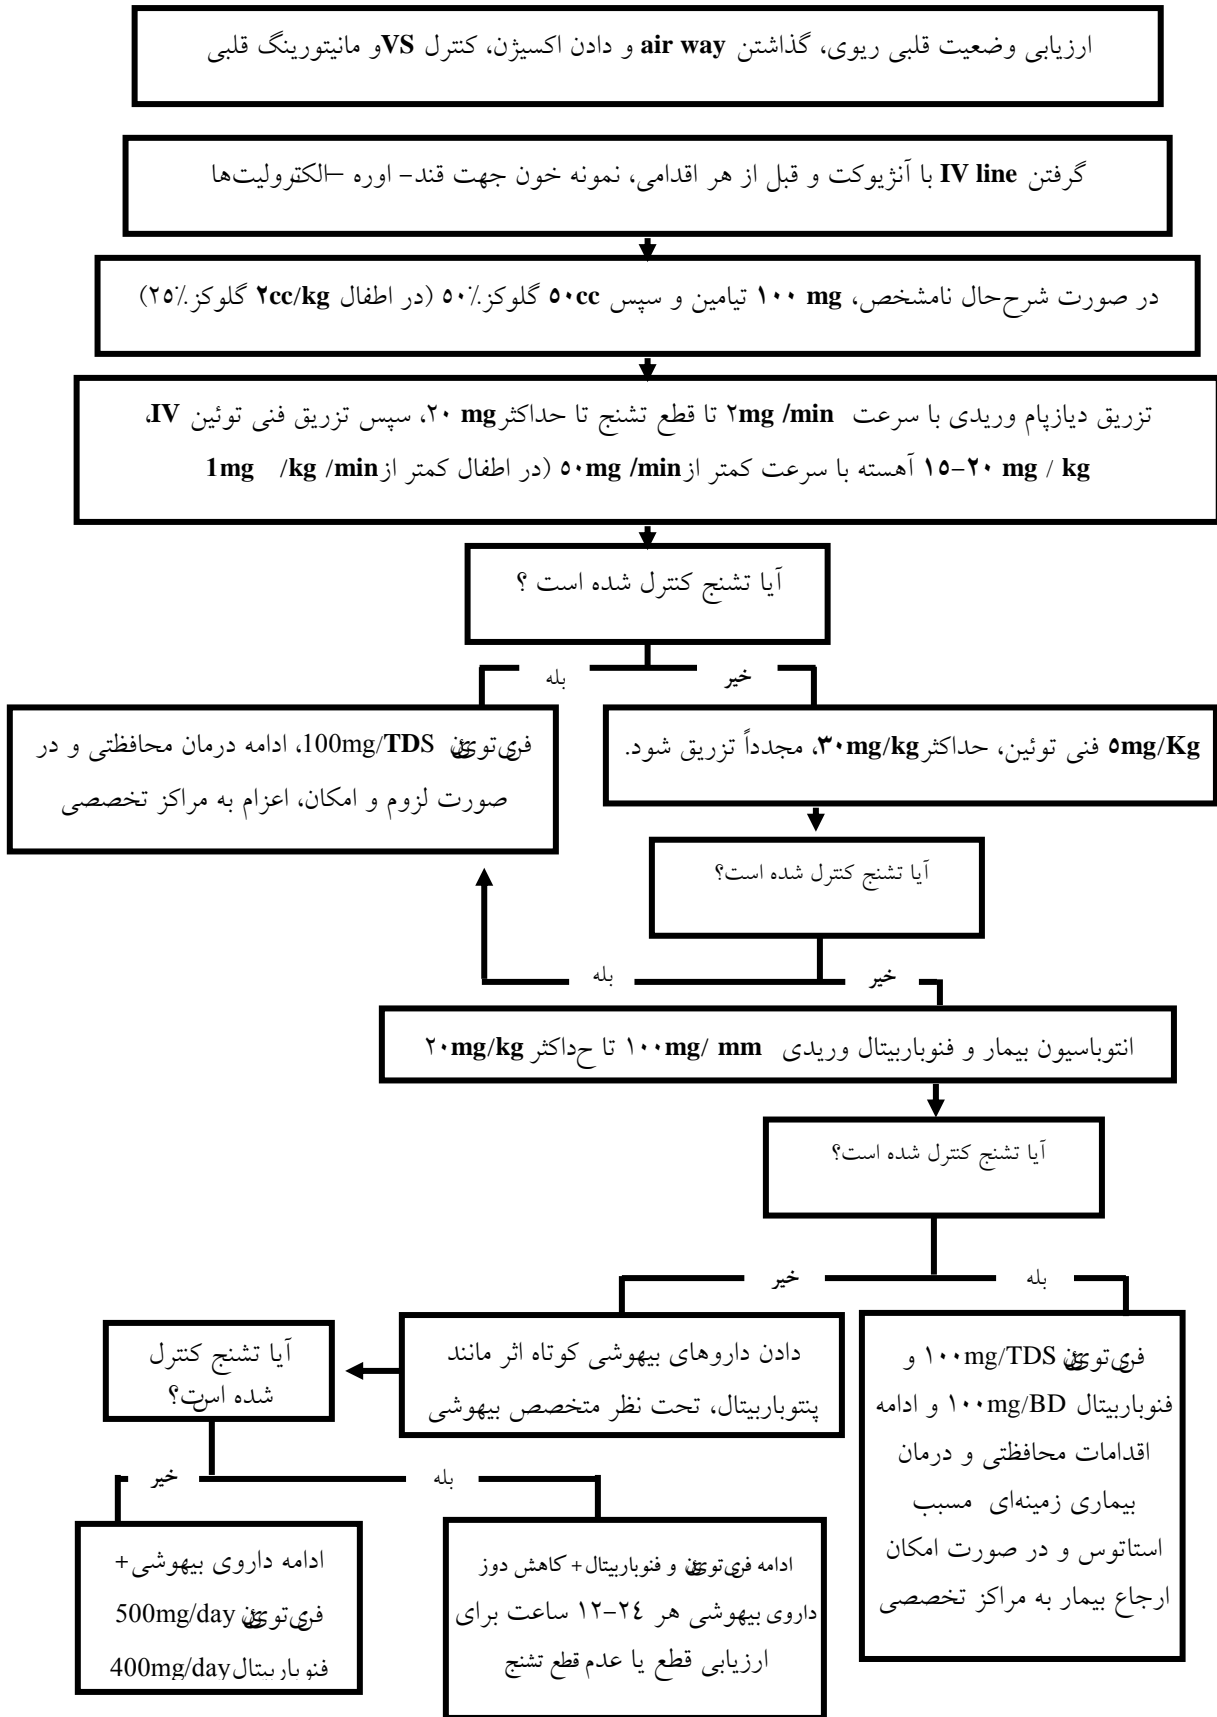 ارزیابی وضعیت قلبی ریوی، گذاشتن air way و دادن اکسیژن، کنترل VS و مانیتورینگ قلبی
گرفتن IV line با آنژیوکت و قبل از هر اقدامی، نمونه خون جهت قند- اوره –الکترولیت‌ها
در صورت شرح‌حال نامشخص، ۱۰۰ mg تیامین و سپس ۵۰cc گلوکز٪۵۰ (در اطفال ۲cc/kg گلوکز٪۲۵)
تزریق دیازپام وریدی با سرعت ۲mg /min تا قطع تشنج تا حداکثر ۲۰ mg، سپس تزریق فنی توئین IV،
۱۵-۲۰ mg / kg آهسته با سرعت کمتر از ۵۰mg /min (در اطفال کمتر از 1mg /kg /min
آیا تشنج کنترل شده است ؟
بله
خیر
فنی‌توئین 100mg/TDS، ادامه درمان محافظتی و در
صورت لزوم و امکان، اعزام به مراکز تخصصی
۵mg/Kg فنی توئین، حداکثر ۳۰mg/kg، مجدداً تزریق شود.
آیا تشنج کنترل شده است؟
بله
خیر
انتوباسیون بیمار و فنوباربیتال وریدی ۱۰۰mg/ mm تا حداکثر ۲۰mg/kg
آیا تشنج کنترل شده است؟
خیر
بله
فنی‌توئین ۱۰۰mg/TDS و
فنوباربیتال ۱۰۰mg/BD و ادامه
اقدامات محافظتی و درمان
بیماری زمینه‌ای مسبب
استاتوس و در صورت امکان
ارجاع بیمار به مراکز تخصصی
دادن داروهای بیهوشی کوتاه اثر مانند
پنتوباربیتال، تحت نظر متخصص بیهوشی
آیا تشنج کنترل
شده است؟
خیر
بله
ادامه فنی‌توئین و فنوباربیتال+ کاهش دوز
داروی بیهوشی هر ۲۴-۱۲ ساعت برای
ارزیابی قطع یا عدم قطع تشنج
ادامه داروی بیهوشی+
فنی‌توئین 500mg/day
فنوباربیتال 400mg/day